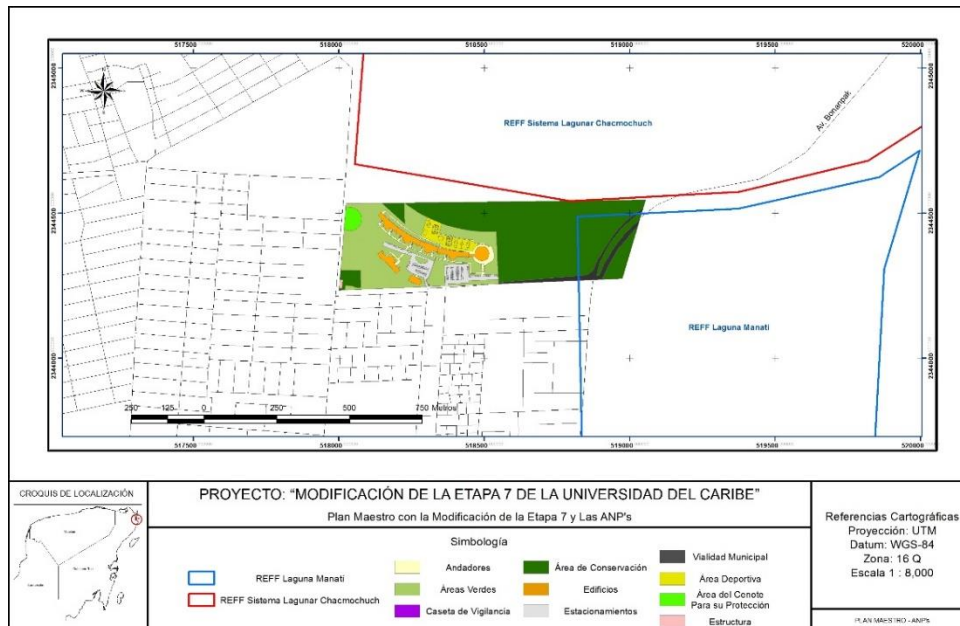 517500 518000 518500 519000 519500 520000
2345000 2345000
REFF Sistema Lagunar Chacmochuch
Av. Bonampak
2344500 2344500
REFF Laguna Manatí
2344000 2344000
250 125 0 250 500 750 Metros
517500 518000 518500 519000 519500 520000
CROQUIS DE LOCALIZACIÓN
PROYECTO: “MODIFICACIÓN DE LA ETAPA 7 DE LA UNIVERSIDAD DEL CARIBE”
Plan Maestro con la Modificación de la Etapa 7 y Las ANP's
Simbología
REFF Laguna Manatí
REFF Sistema Lagunar Chacmochuch
Andadores
Áreas Verdes
Caseta de Vigilancia
Área de Conservación
Edificios
Estacionamientos
Vialidad Municipal
Área Deportiva
Área del Cenote
Para su Protección
Estructura
Referencias Cartográficas
Proyección: UTM
Datum: WGS-84
Zona: 16 Q
Escala 1 : 8,000
PLAN MAESTRO - ANP's